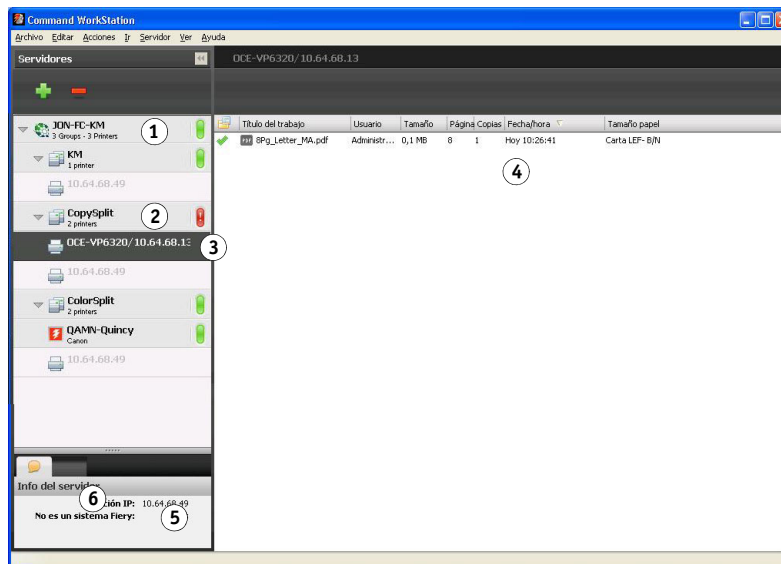 Command WorkStation
Archivo Editar Acciones Ir Servidor Ver Ayuda
Servidores
OCE-VP6320/10.64.68.13
JON-FC-KM
3 Groups - 3 Printers
1
KM
1 printer
10.64.68.49
CopySplit
2 printers
2
OCE-VP6320/10.64.68.13
3
10.64.68.49
ColorSplit
2 printers
QAMN-Quincy
Canon
10.64.68.49
Título del trabajo Usuario Tamaño Página Copias Fecha/hora Tamaño papel
PDF 8Pg_Letter_MA.pdf Administr... 0,1 MB 8 1 Hoy 10:26:41 Carta LEF- B/N
4
Info del servidor
6
ción IP: 10.64.68.49
No es un sistema Fiery:
5